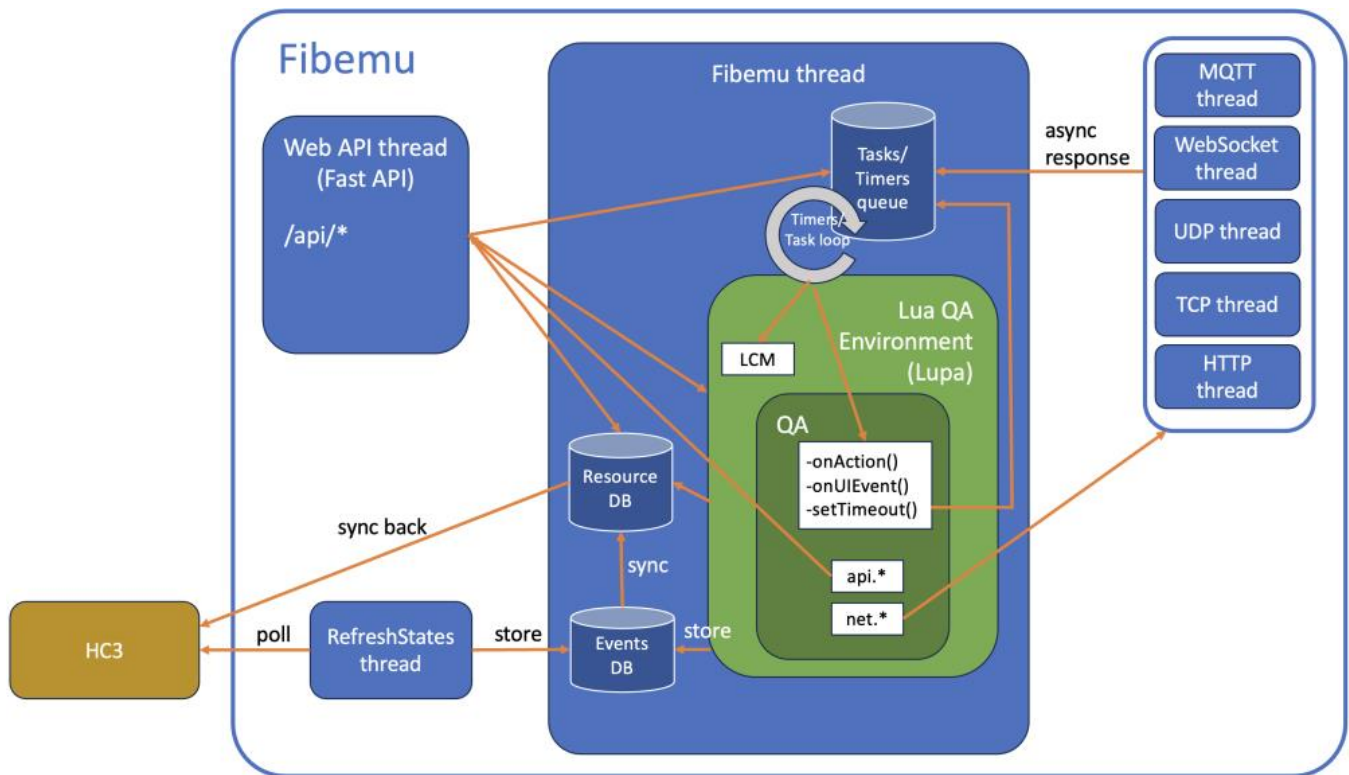 Fibemu
Fibemu thread
Web API thread
(Fast API)
/api/*
Tasks/
Timers
queue
Timers/
Task loop
async
response
MQTT
thread
WebSocket
thread
UDP thread
TCP thread
HTTP
thread
Lua QA
Environment
(Lupa)
LCM
QA
-onAction()
-onUIEvent()
-setTimeout()
api.*
net.*
Resource
DB
sync back
sync
HC3
poll
RefreshStates
thread
store
Events
DB
store